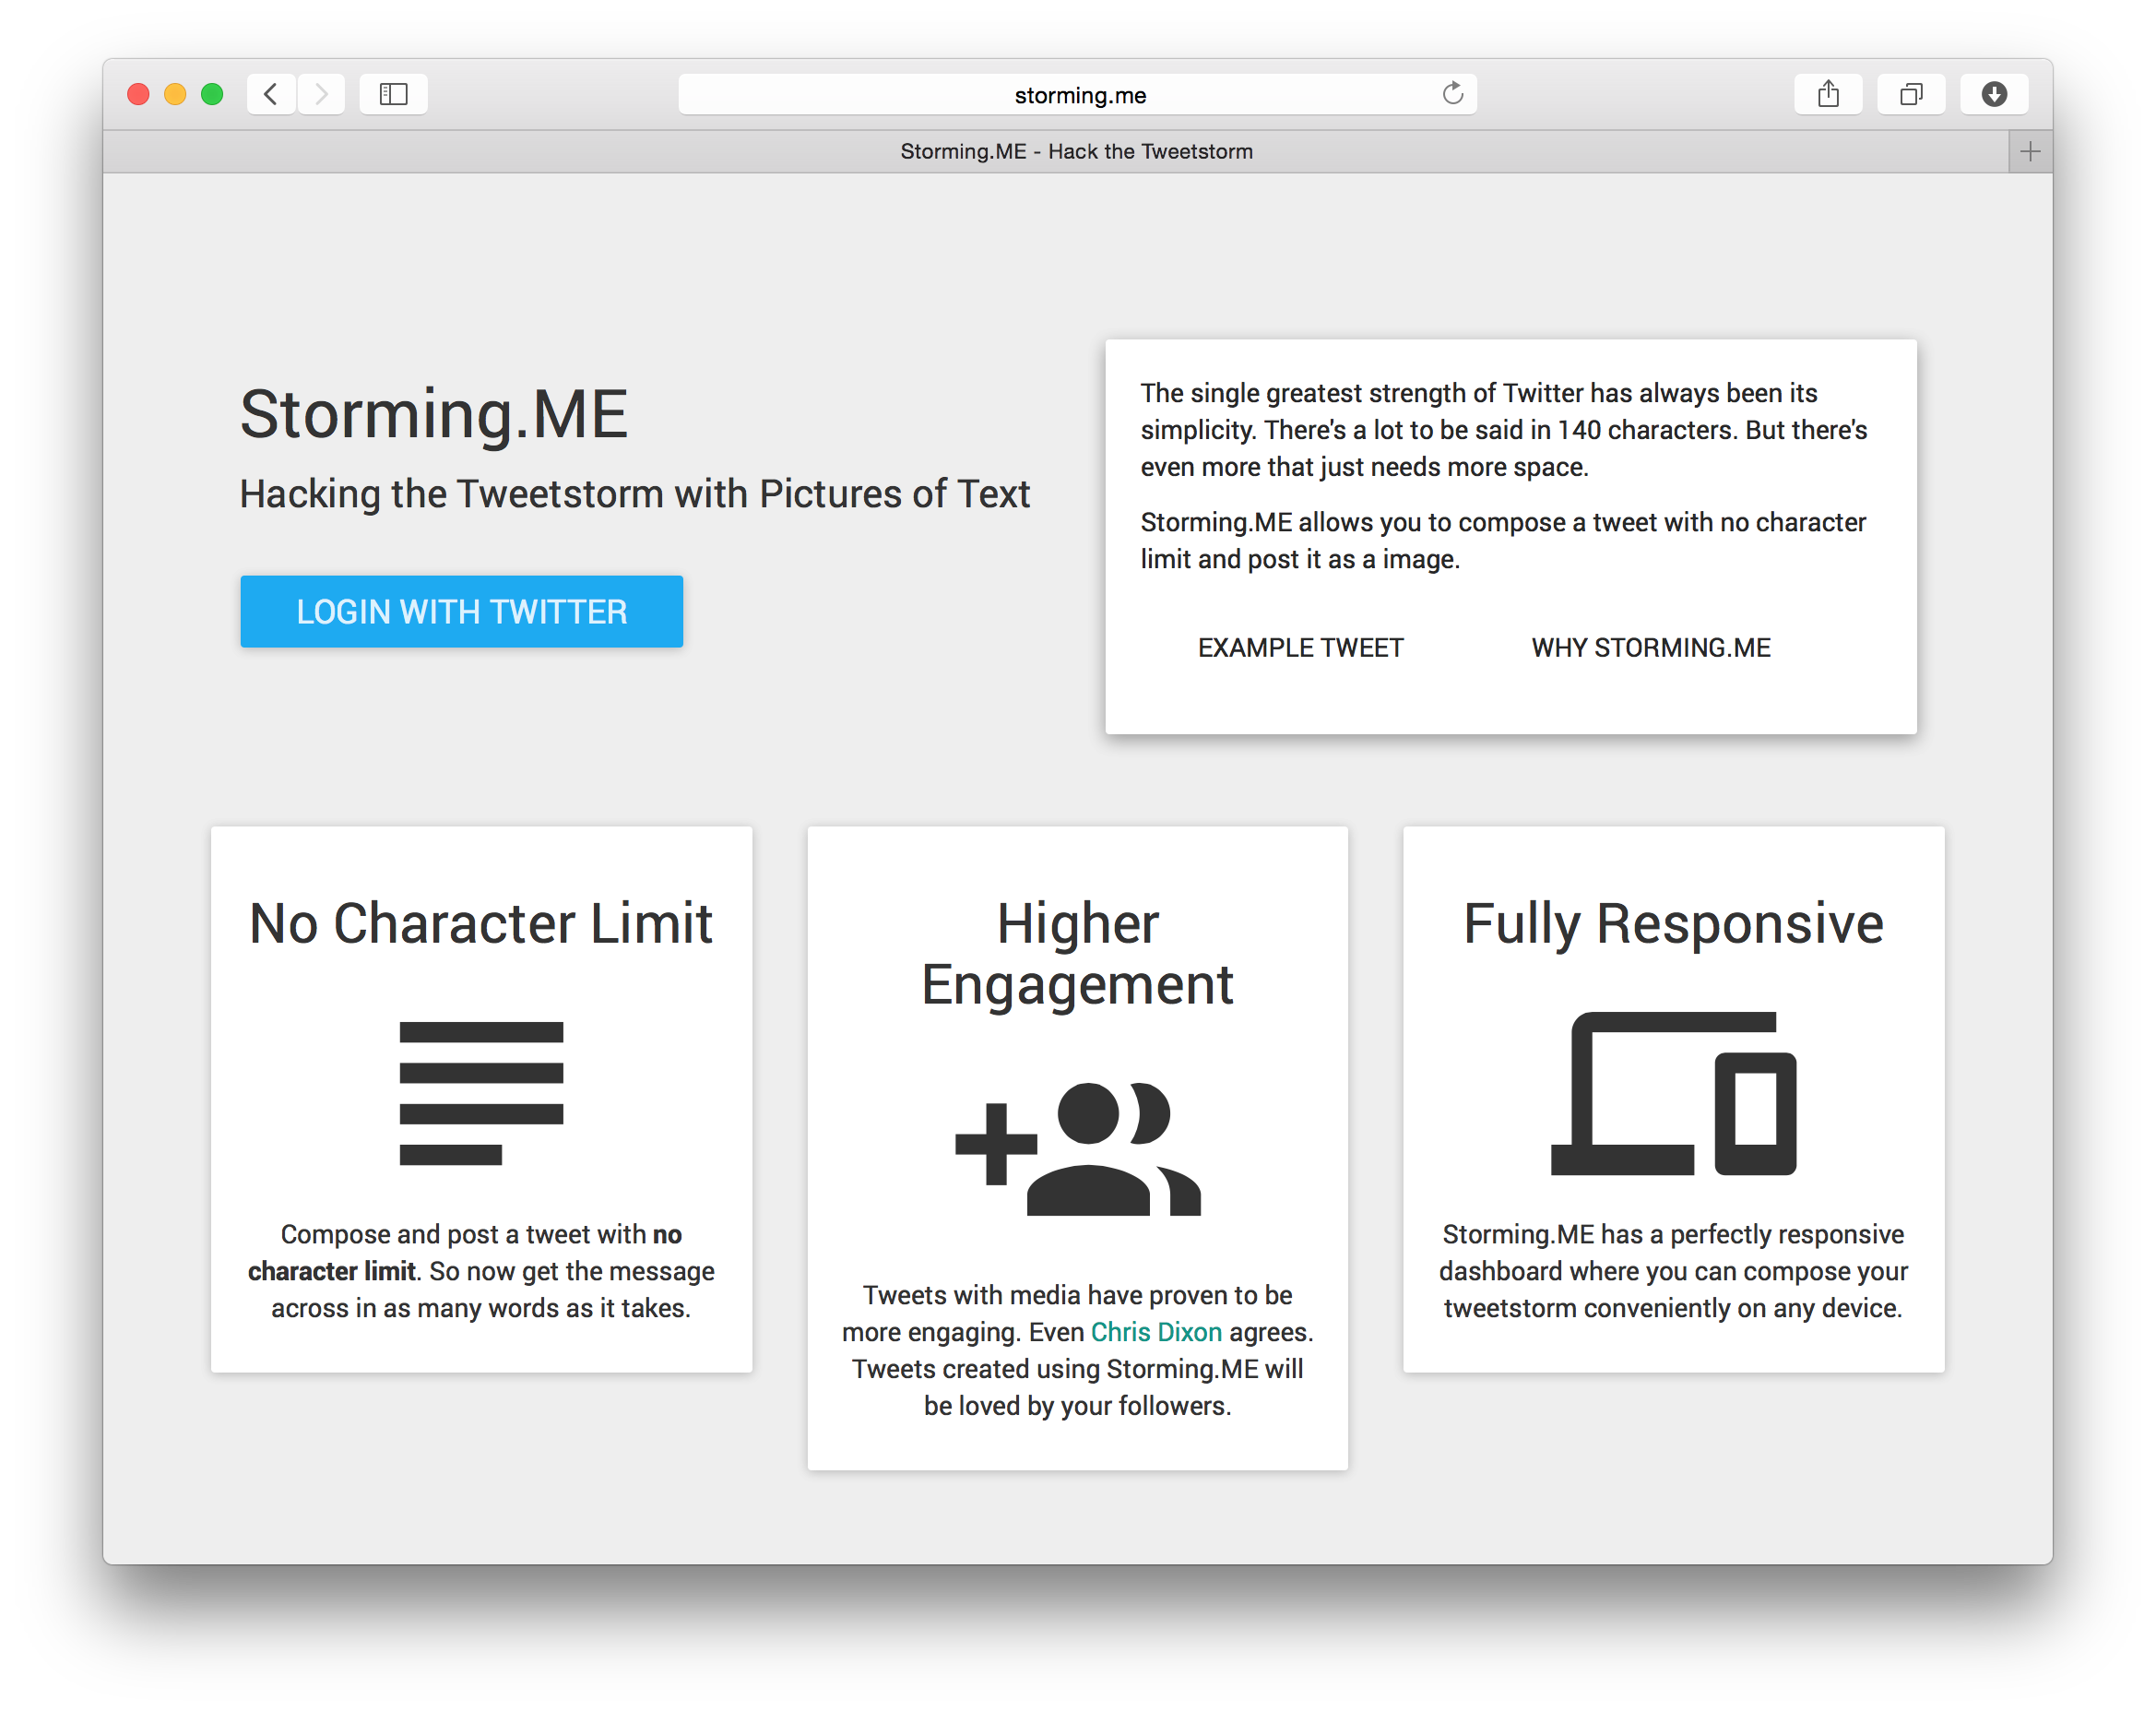 storming.me
Storming.ME - Hack the Tweetstorm
Storming.ME
Hacking the Tweetstorm with Pictures of Text
LOGIN WITH TWITTER
The single greatest strength of Twitter has always been its
simplicity. There's a lot to be said in 140 characters. But there's
even more that just needs more space.
Storming.ME allows you to compose a tweet with no character
limit and post it as a image.
EXAMPLE TWEET
WHY STORMING.ME
No Character Limit
Compose and post a tweet with no
character limit. So now get the message
across in as many words as it takes.
Higher
Engagement
Tweets with media have proven to be
more engaging. Even Chris Dixon agrees.
Tweets created using Storming.ME will
be loved by your followers.
Fully Responsive
Storming.ME has a perfectly responsive
dashboard where you can compose your
tweetstorm conveniently on any device.